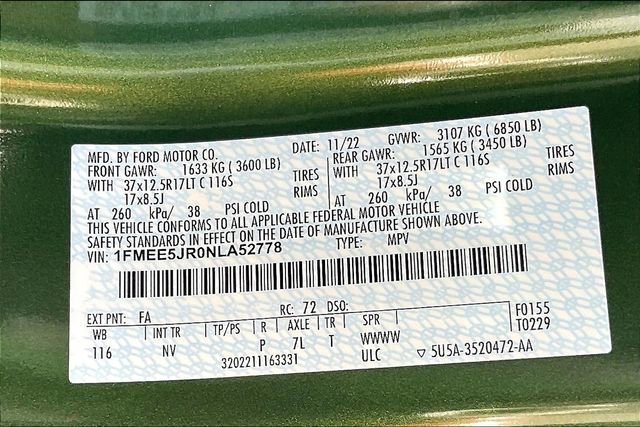 MFD. BY FORD MOTOR CO. DATE: 11/22 GVWR: 3107 KG ( 6850 LB)
FRONT GAWR: 1633 KG ( 3600 LB) REAR GAWR: 1565 KG ( 3450 LB)
WITH 37x12.5R17LT C 116S TIRES WITH 37x12.5R17LT C 116S TIRES
17x8.5J RIMS 17x8.5J RIMS
AT 260 kPa/ 38 PSI COLD AT 260 kPa/ 38 PSI COLD
THIS VEHICLE CONFORMS TO ALL APPLICABLE FEDERAL MOTOR VEHICLE
SAFETY STANDARDS IN EFFECT ON THE DATE OF MANUFACTURE SHOWN ABOVE.
VIN: 1FMEE5JR0NLA52778 TYPE: MPV
EXT PNT: FA RC: 72 DSO: F0155
WB INT TR TP/PS R AXLE TR SPR T0229
116 NV P 7L T WWWW
3202211163331 ULC ▽ 5U5A-3520472-AA